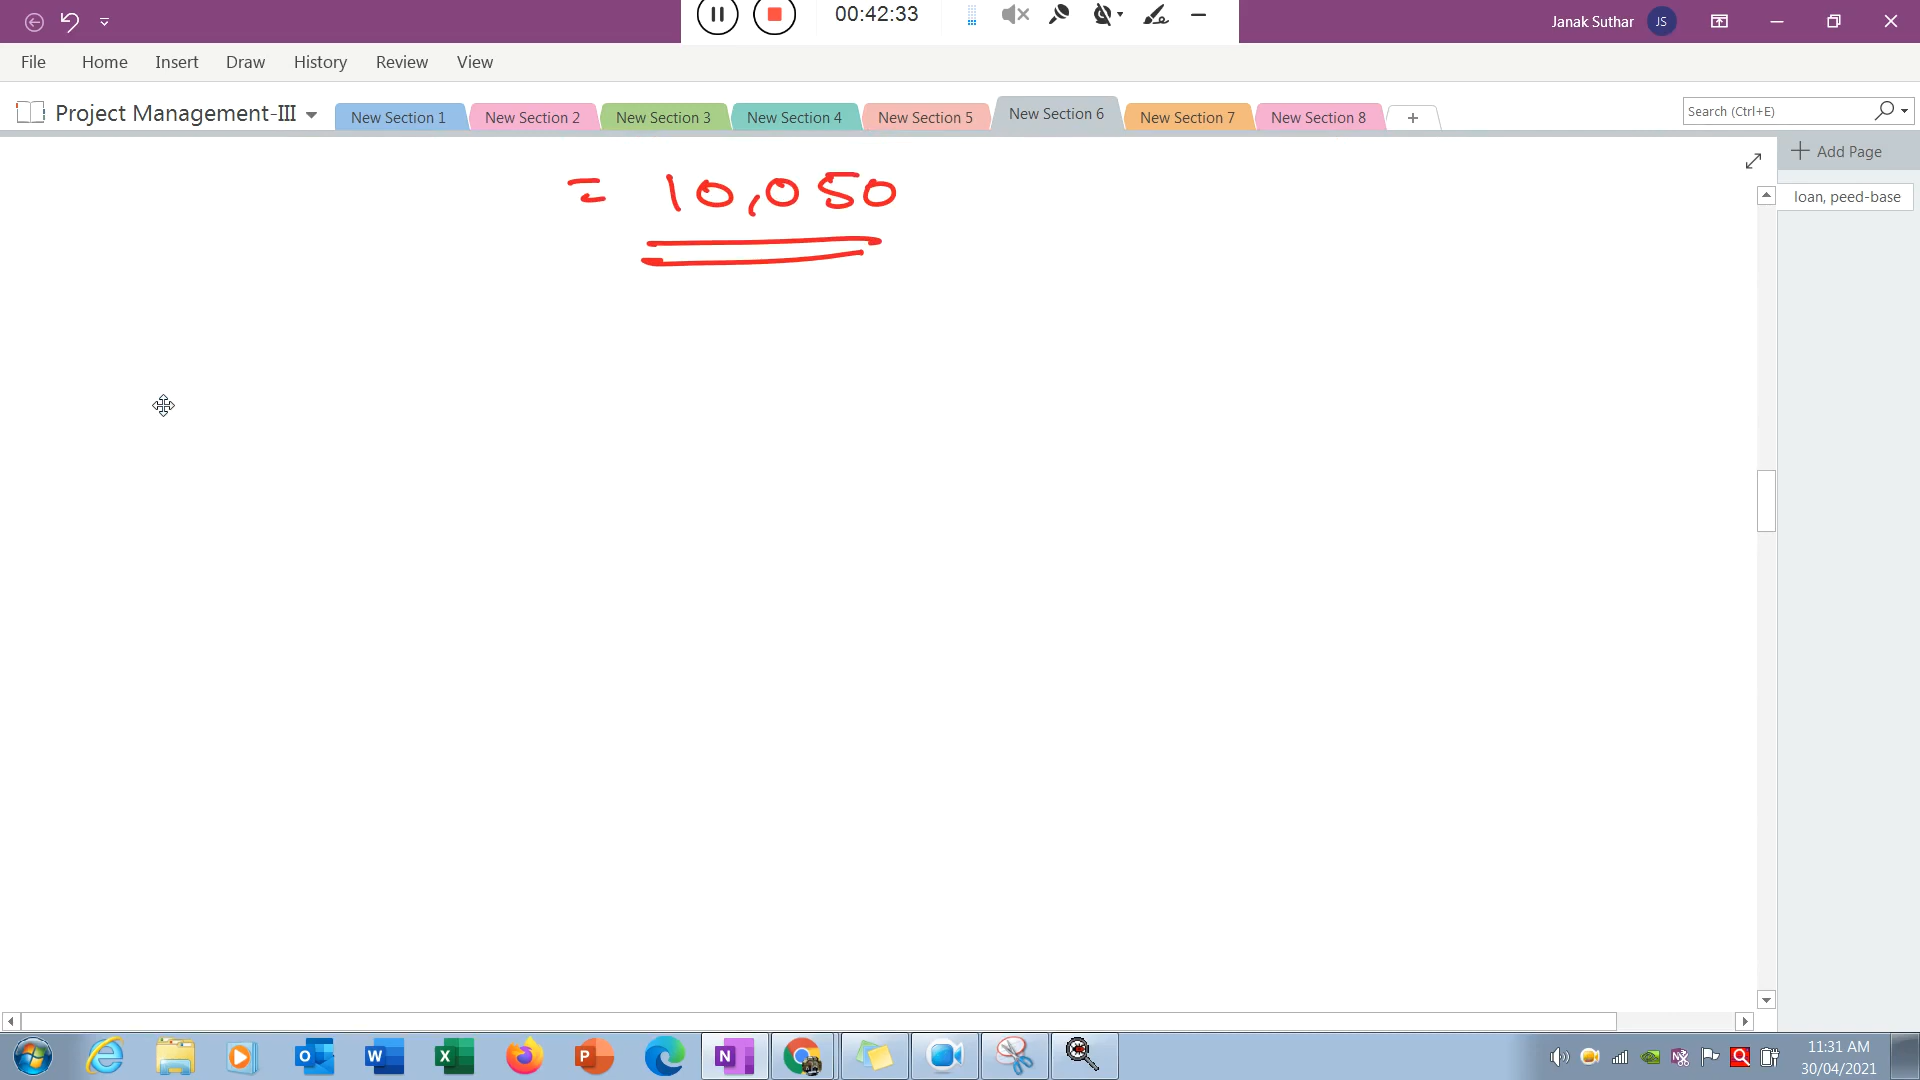 00:42:33
Janak Suthar JS
File Home Insert Draw History Review View
Project Management-III New Section 1 New Section 2 New Section 3 New Section 4 New Section 5 New Section 6 New Section 7 New Section 8 + Search (Ctrl+E)
Add Page
loan, peed-base
= 10,050
11:31 AM
30/04/2021